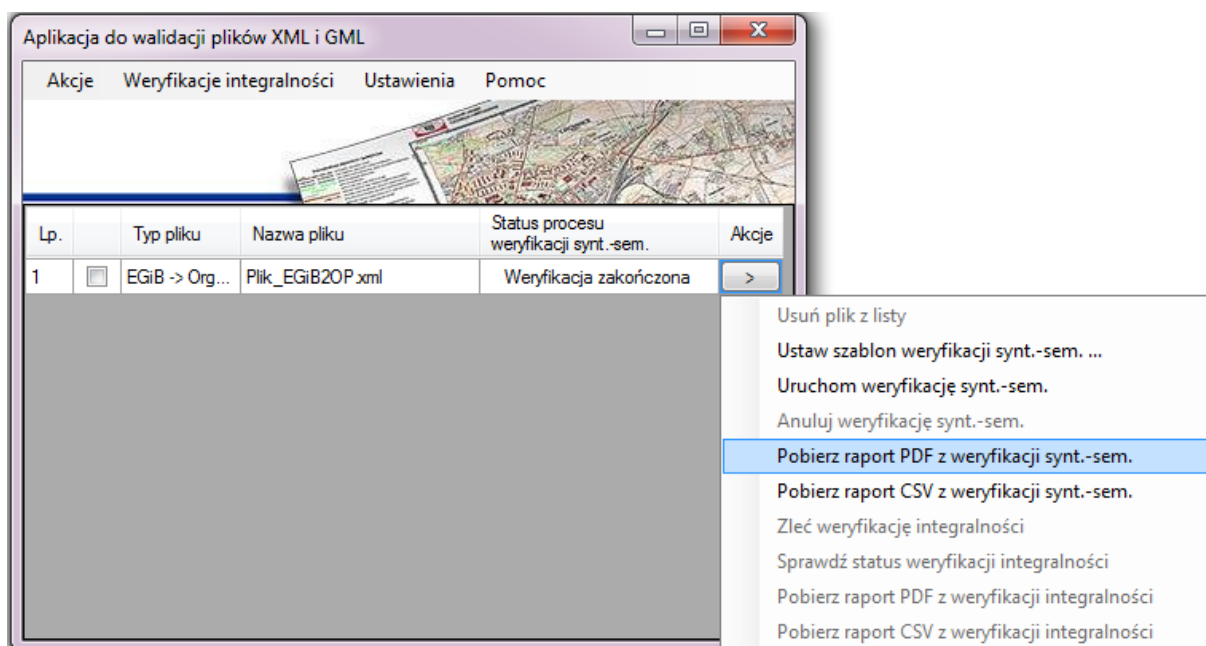 Aplikacja do walidacji plików XML i GML
Akcje Weryfikacje integralności Ustawienia Pomoc
Lp. Typ pliku Nazwa pliku Status procesu weryfikacji synt.-sem. Akcje
1 EGiB -> Org... Plik_EGiB2OP.xml Weryfikacja zakończona >
Usuń plik z listy
Ustaw szablon weryfikacji synt.-sem. ...
Uruchom weryfikację synt.-sem.
Anuluj weryfikację synt.-sem.
Pobierz raport PDF z weryfikacji synt.-sem.
Pobierz raport CSV z weryfikacji synt.-sem.
Zleć weryfikację integralności
Sprawdź status weryfikacji integralności
Pobierz raport PDF z weryfikacji integralności
Pobierz raport CSV z weryfikacji integralności